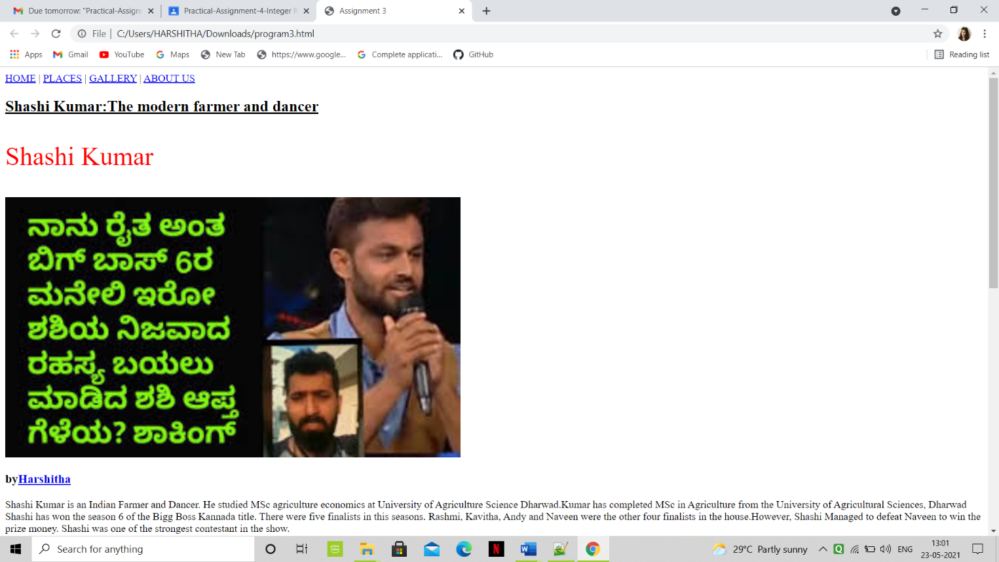 Due tomorrow: "Practical-Assignm
Practical-Assignment-4-Integer R
Assignment 3
File | C:/Users/HARSHITHA/Downloads/program3.html
Apps Gmail YouTube Maps New Tab https://www.google... Complete applicati... GitHub Reading list
HOME | PLACES | GALLERY | ABOUT US
Shashi Kumar:The modern farmer and dancer
Shashi Kumar
ನಾನು ರೈತ ಅಂತ
ಬಿಗ್ ಬಾಸ್ 6ರ
ಮನೇಲಿ ಇರೋ
ಶಶಿಯ ನಿಜವಾದ
ರಹಸ್ಯ ಬಯಲು
ಮಾಡಿದ ಶಶಿ ಆಪ್ತ
ಗೆಳೆಯ? ಶಾಕಿಂಗ್
byHarshitha
Shashi Kumar is an Indian Farmer and Dancer. He studied MSc agriculture economics at University of Agriculture Science Dharwad.Kumar has completed MSc in Agriculture from the University of Agricultural Sciences, Dharwad
Shashi has won the season 6 of the Bigg Boss Kannada title. There were five finalists in this seasons. Rashmi, Kavitha, Andy and Naveen were the other four finalists in the house.However, Shashi Managed to defeat Naveen to win the
prize money. Shashi was one of the strongest contestant in the show.
Search for anything
29°C Partly sunny
ENG
13:01
23-05-2021